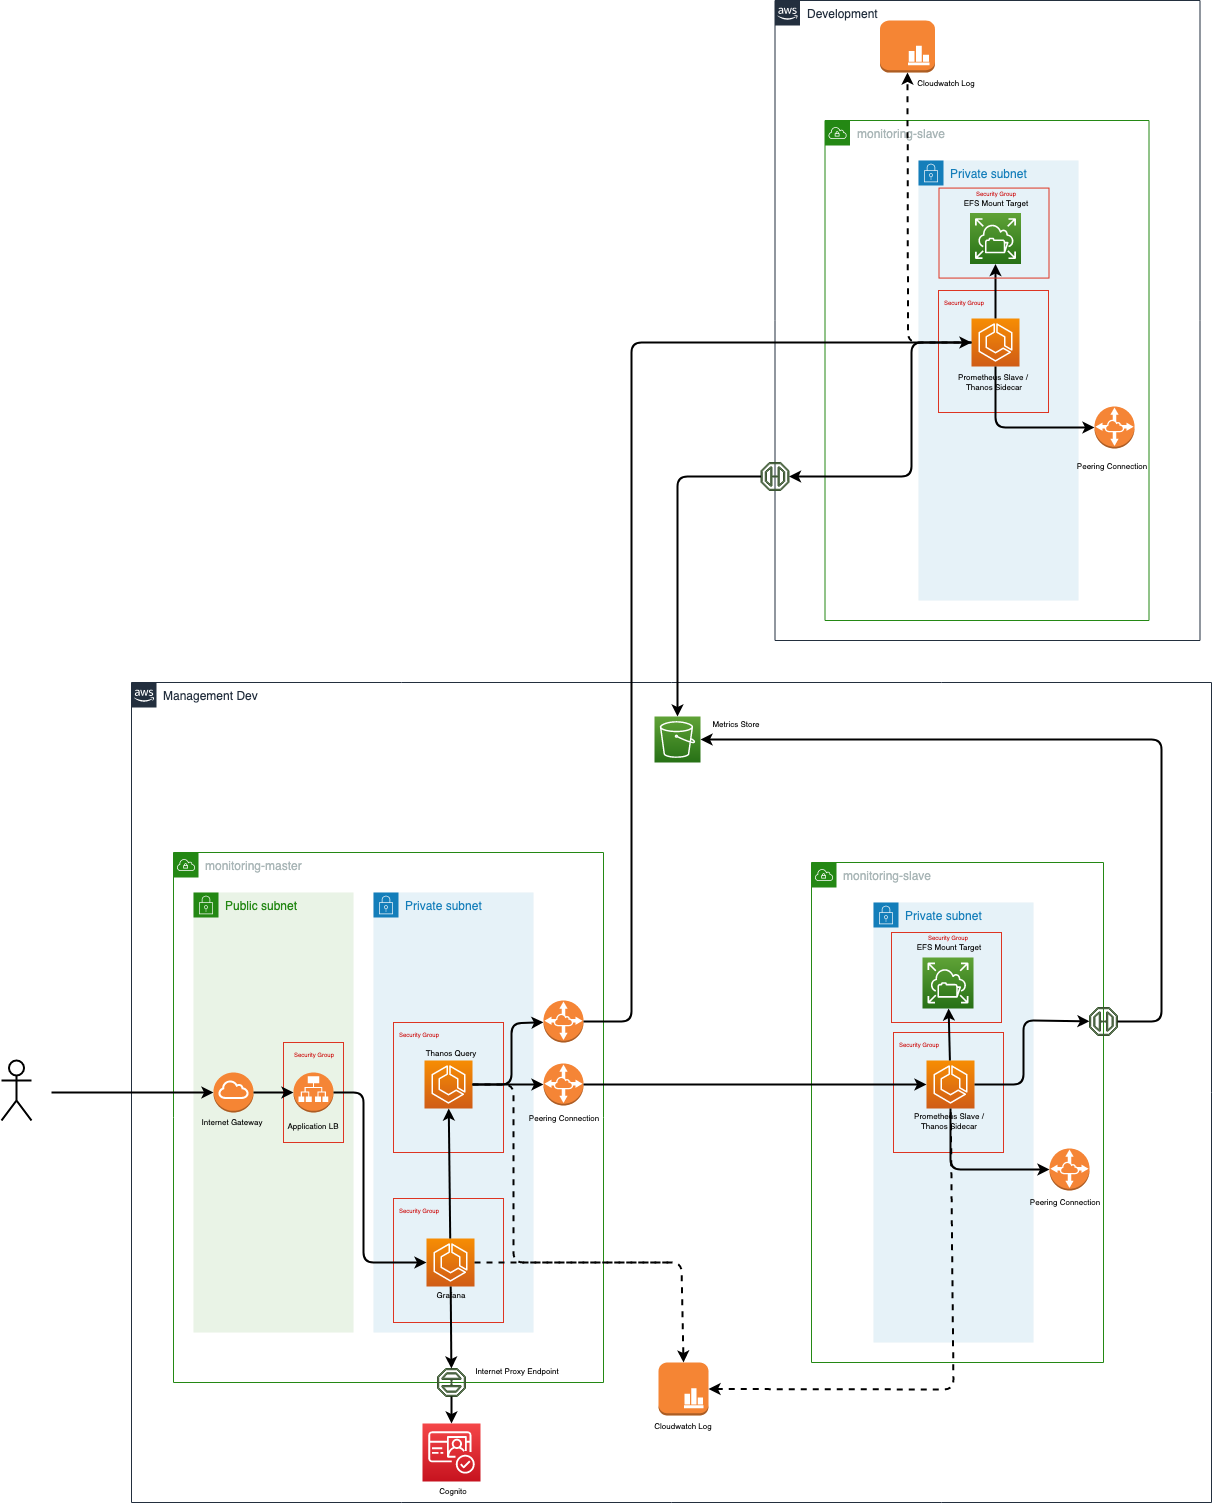 aws
Development
Cloudwatch Log
monitoring-slave
Private subnet
Security Group
EFS Mount Target
Security Group
Prometheus Slave /
Thanos Sidecar
Peering Connection
aws
Management Dev
Metrics Store
monitoring-master
Public subnet
Private subnet
Security Group
Thanos Query
Security Group
Internet Gateway
Application LB
Peering Connection
Security Group
Grafana
Internet Proxy Endpoint
Cognito
Cloudwatch Log
monitoring-slave
Private subnet
Security Group
EFS Mount Target
Security Group
Prometheus Slave /
Thanos Sidecar
Peering Connection